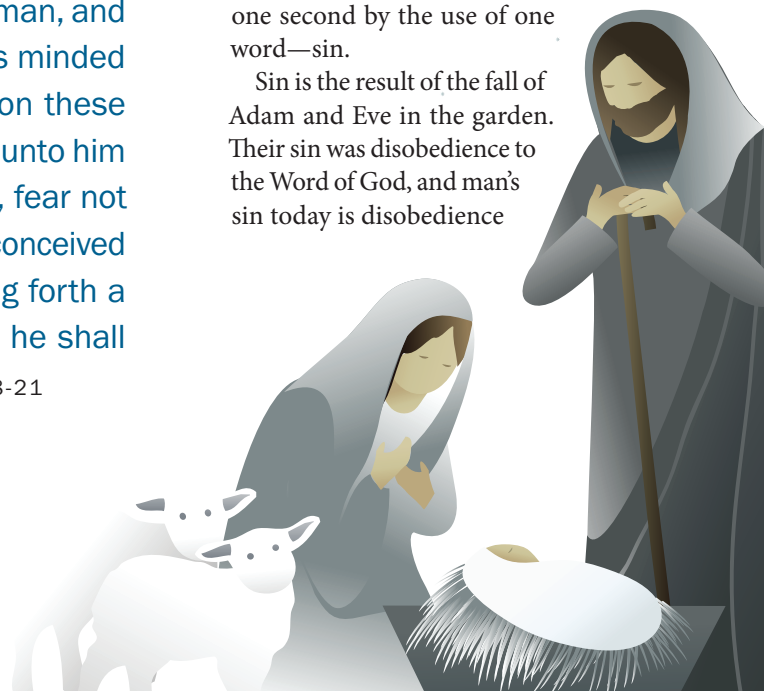 man, and
s minded
on these
unto him
, fear not
conceived
g forth a
he shall
8-21
one second by the use of one
word—sin.
Sin is the result of the fall of
Adam and Eve in the garden.
Their sin was disobedience to
the Word of God, and man’s
sin today is disobedience